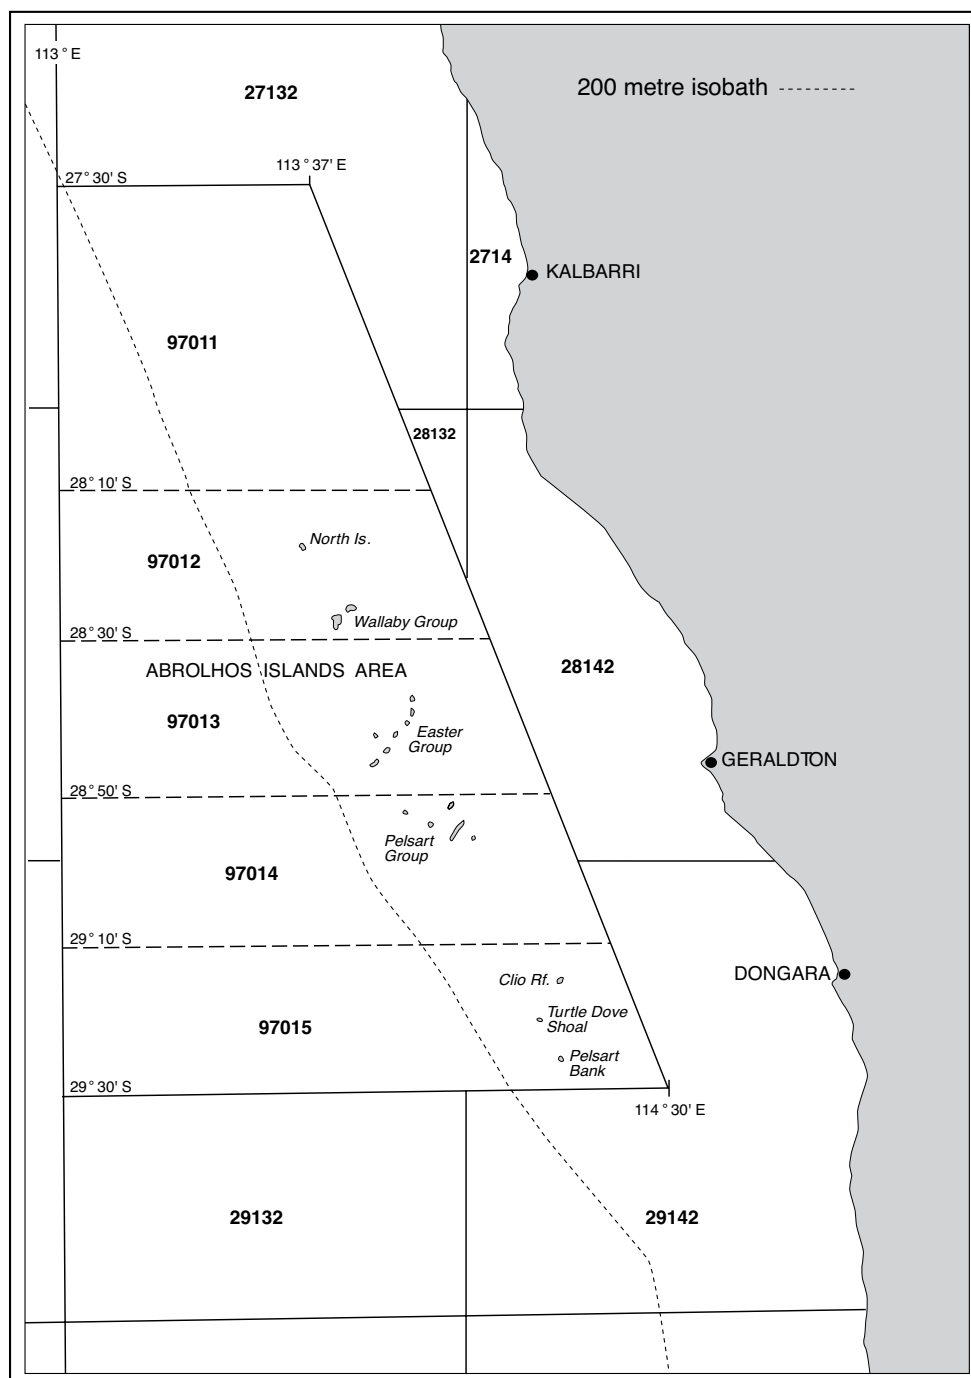 113° E
27132
200 metre isobath
113° 37' E
27° 30' S
2714
KALBARRI
97011
28132
28° 10' S
North Is.
97012
Wallaby Group
28° 30' S
ABROLHOS ISLANDS AREA
28142
97013
Easter
Group
GERALDTON
28° 50' S
Pelsart
Group
97014
29° 10' S
DONGARA
Clio Rf.
Turtle Dove
Shoal
97015
Pelsart
Bank
29° 30' S
114° 30' E
29132
29142